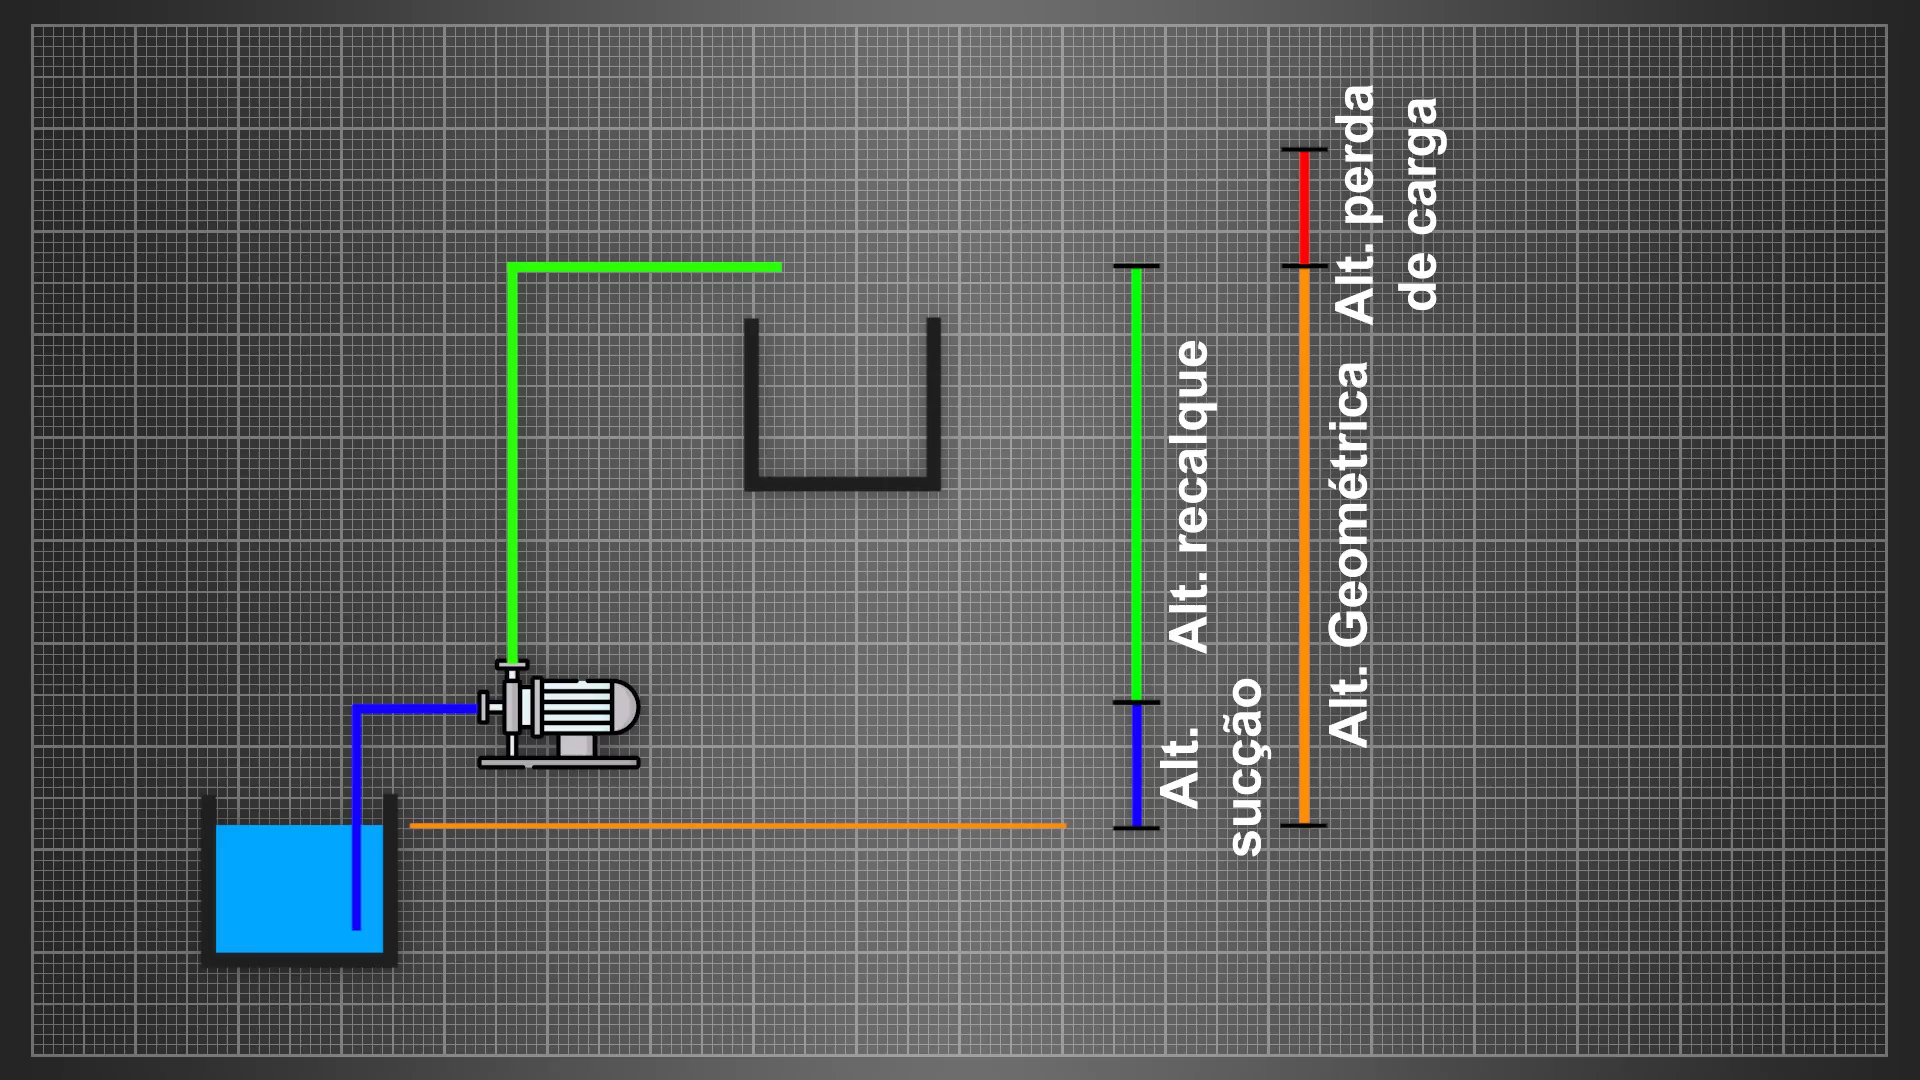 Alt.
sucção
Alt. recalque
Alt. Geométrica
Alt. perda
de carga